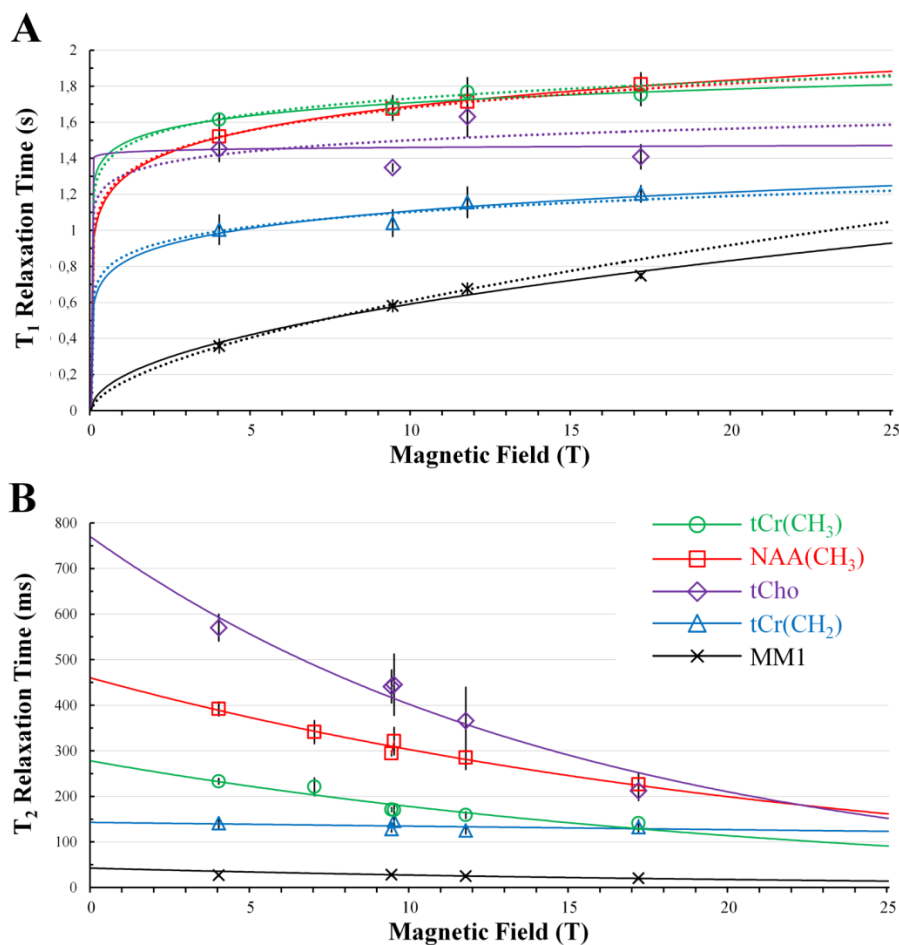 A
2
1.8
1.6
1.4
1.2
1
0.8
0.6
0,4
0,2
0
0 5 10 15 20 25
T1 Relaxation Time (s)
Magnetic Field (T)
B
800
700
600
500
400
300
200
100
0
0 5 10 15 20 25
T2 Relaxation Time (ms)
Magnetic Field (T)
tCr(CH3)
NAA(CH3)
tCho
tCr(CH2)
MM1